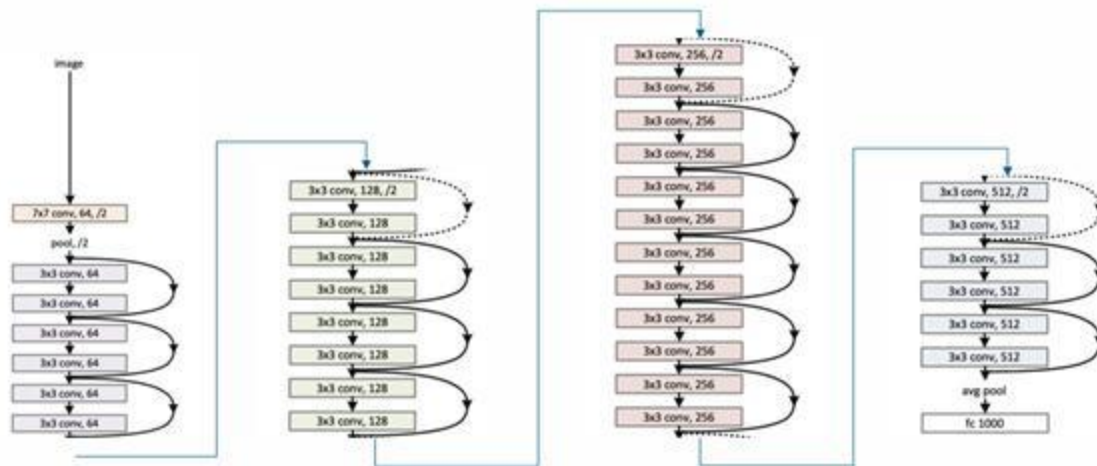 image
7x7 conv, 64, /2
pool, /2
3x3 conv, 64
3x3 conv, 64
3x3 conv, 64
3x3 conv, 64
3x3 conv, 64
3x3 conv, 64
3x3 conv, 128, /2
3x3 conv, 128
3x3 conv, 128
3x3 conv, 128
3x3 conv, 128
3x3 conv, 128
3x3 conv, 128
3x3 conv, 128
3x3 conv, 256, /2
3x3 conv, 256
3x3 conv, 256
3x3 conv, 256
3x3 conv, 256
3x3 conv, 256
3x3 conv, 256
3x3 conv, 256
3x3 conv, 256
3x3 conv, 256
3x3 conv, 256
3x3 conv, 256
3x3 conv, 512, /2
3x3 conv, 512
3x3 conv, 512
3x3 conv, 512
3x3 conv, 512
3x3 conv, 512
avg pool
fc 1000